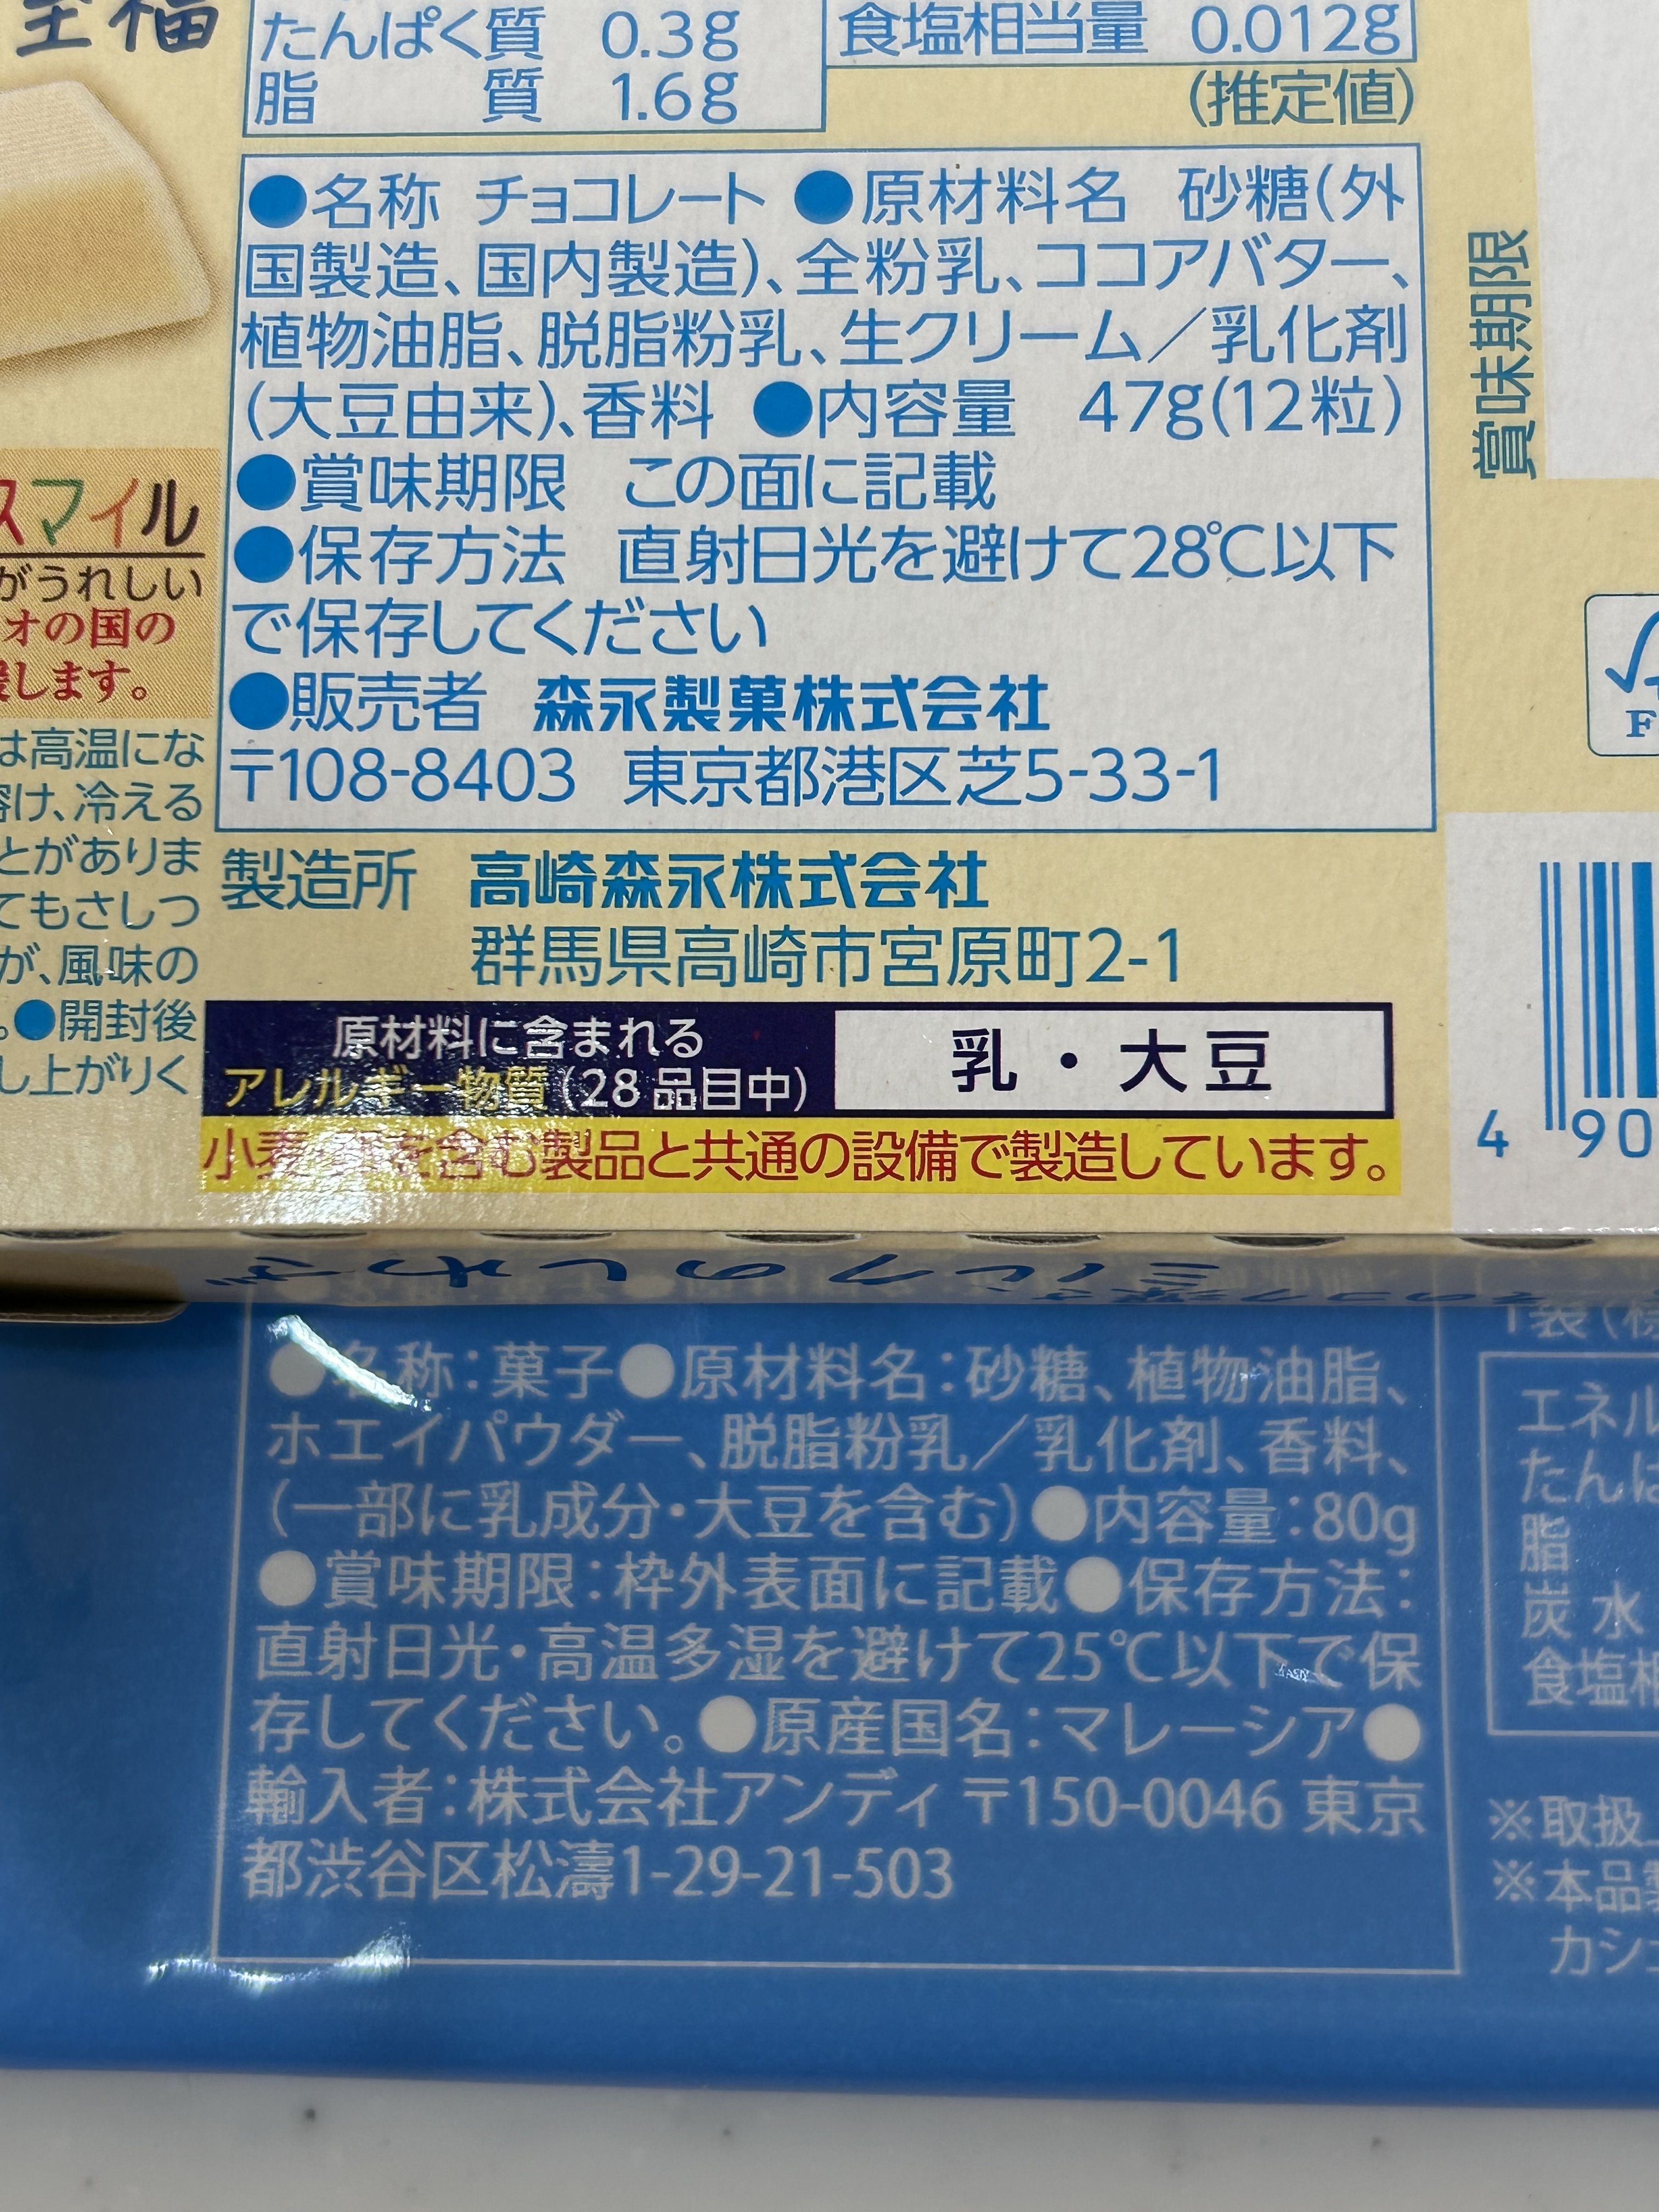 至福
たんぱく質 0.3g
脂 質 1.6g
食塩相当量 0.012g
(推定値)
●名称 チョコレート ●原材料名 砂糖(外
国製造、国内製造)、全粉乳、ココアバター、
植物油脂、脱脂粉乳、生クリーム/乳化剤
(大豆由来)、香料 ●内容量 47g(12粒)
●賞味期限 この面に記載
●保存方法 直射日光を避けて28℃以下
で保存してください
●販売者 森永製菓株式会社
〒108-8403 東京都港区芝5-33-1
製造所 高崎森永株式会社
群馬県高崎市宮原町2-1
原材料に含まれる
アレルギー物質(28品目中)
乳・大豆
小麦 を含む製品と共通の設備で製造しています。
スマイル
がうれしい
オの国の
します。
は高温にな
け、冷える
とがありま
てもさしつ
が、風味の
。●開封後
し上がりく
賞味期限
F
4 90
●名称:菓子●原材料名:砂糖、植物油脂、
ホエイパウダー、脱脂粉乳/乳化剤、香料、
(一部に乳成分・大豆を含む)●内容量:80g
●賞味期限:枠外表面に記載●保存方法:
直射日光・高温多湿を避けて25℃以下で保
存してください。●原産国名:マレーシア●
輸入者:株式会社アンディ 〒150-0046 東京
都渋谷区松濤1-29-21-503
1袋(標
エネル
たんぱ
脂
炭 水
食塩相
※取扱
※本品製
カシュ